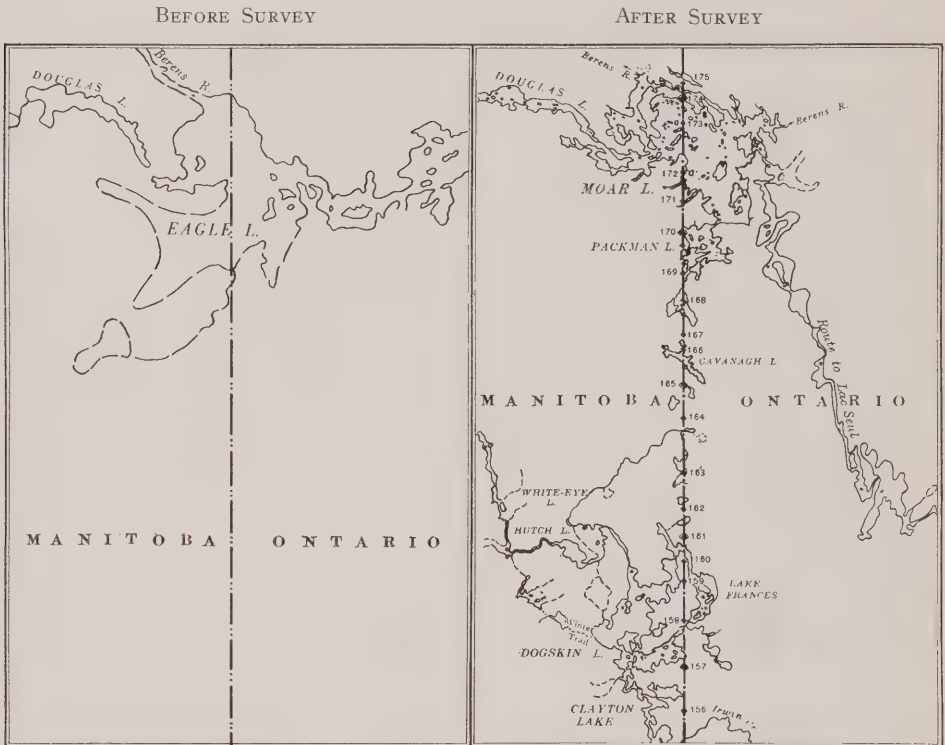 BEFORE SURVEY
AFTER SURVEY
DOUGLAS L.
Berens R.
EAGLE L.
MANITOBA
ONTARIO
Berens R.
DOUGLAS L.
175
174
173
Berens R.
172
MOAR L.
171
170
PACKMAN L.
169
168
167
166
CAVANAGH L
165
MANITOBA
ONTARIO
164
Route to Lac Seul
163
WHITE-EYE
L.
162
HUTCH L.
161
160
159
LAKE
FRANCES
158
Winter
Trail
DOGSKIN L.
157
CLAYTON
LAKE
156
Irwin